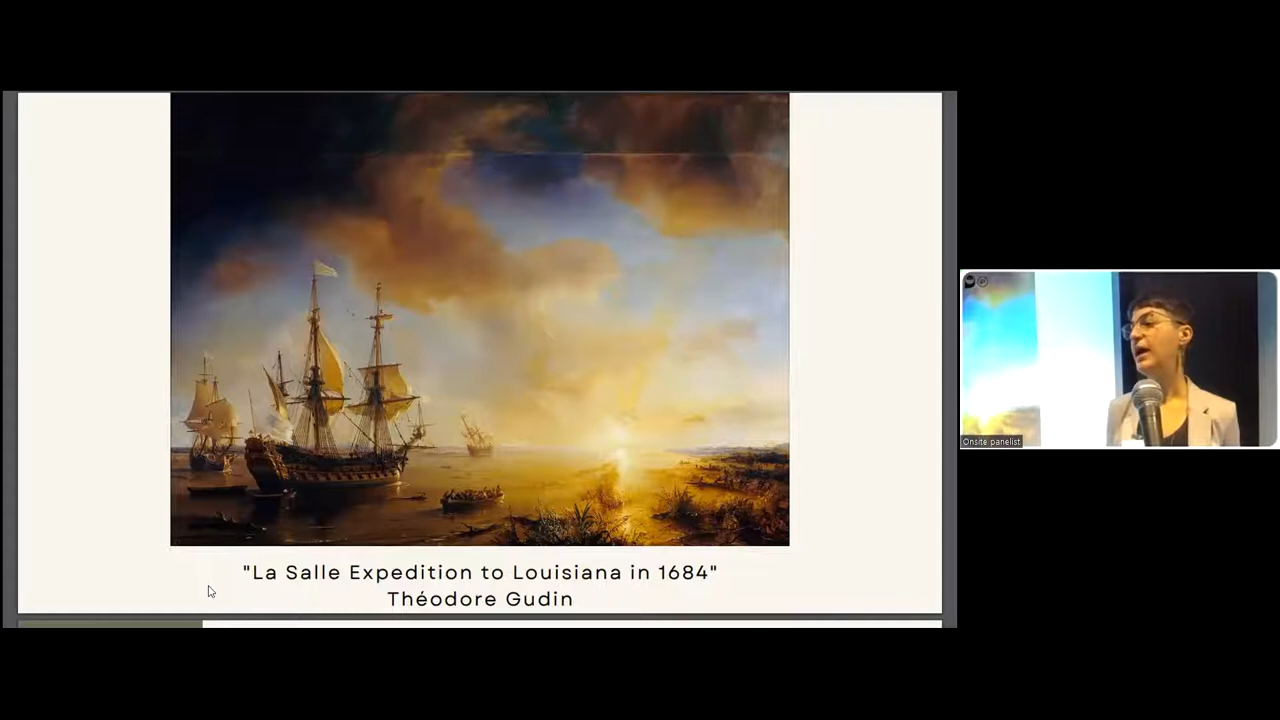 "La Salle Expedition to Louisiana in 1684"
Théodore Gudin
Onsite panelist